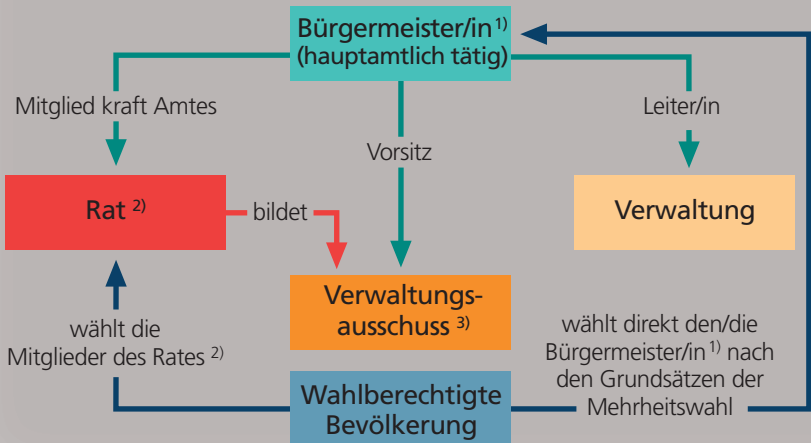 Bürgermeister/in 1)
(hauptamtlich tätig)
Mitglied kraft Amtes
Leiter/in
Vorsitz
Rat 2)
bildet
Verwaltung
Verwaltungs-
ausschuss 3)
wählt die
Mitglieder des Rates 2)
wählt direkt den/die
Bürgermeister/in 1) nach
den Grundsätzen der
Mehrheitswahl
Wahlberechtigte
Bevölkerung